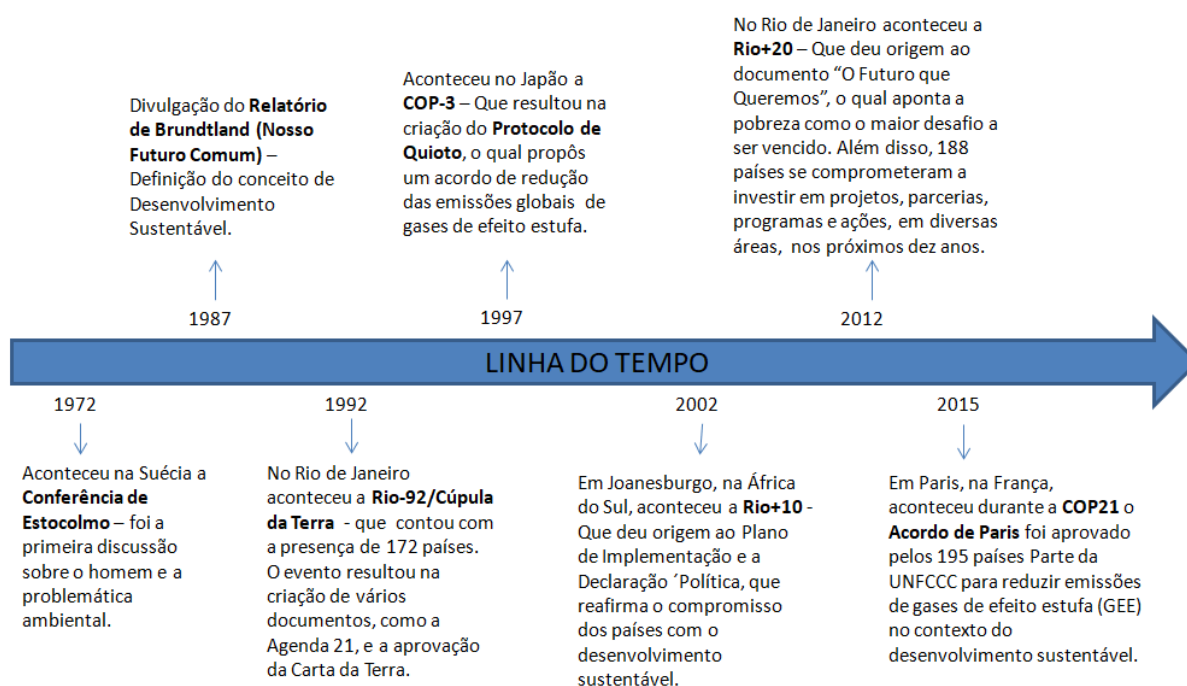 Divulgação do Relatório
de Brundtland (Nosso
Futuro Comum) –
Definição do conceito de
Desenvolvimento
Sustentável.
Aconteceu no Japão a
COP-3 – Que resultou na
criação do Protocolo de
Quioto, o qual propôs
um acordo de redução
das emissões globais de
gases de efeito estufa.
No Rio de Janeiro aconteceu a
Rio+20 – Que deu origem ao
documento “O Futuro que
Queremos”, o qual aponta a
pobreza como o maior desafio a
ser vencido. Além disso, 188
países se comprometeram a
investir em projetos, parcerias,
programas e ações, em diversas
áreas, nos próximos dez anos.
1987
1997
2012
LINHA DO TEMPO
1972
1992
2002
2015
Aconteceu na Suécia a
Conferência de
Estocolmo – foi a
primeira discussão
sobre o homem e a
problemática
ambiental.
No Rio de Janeiro
aconteceu a Rio-92/Cúpula
da Terra - que contou com
a presença de 172 países.
O evento resultou na
criação de vários
documentos, como a
Agenda 21, e a aprovação
da Carta da Terra.
Em Joanesburgo, na África
do Sul, aconteceu a Rio+10 -
Que deu origem ao Plano
de Implementação e a
Declaração ´Política, que
reafirma o compromisso
dos países com o
desenvolvimento
sustentável.
Em Paris, na França,
aconteceu durante a COP21 o
Acordo de Paris foi aprovado
pelos 195 países Parte da
UNFCCC para reduzir emissões
de gases de efeito estufa (GEE)
no contexto do
desenvolvimento sustentável.